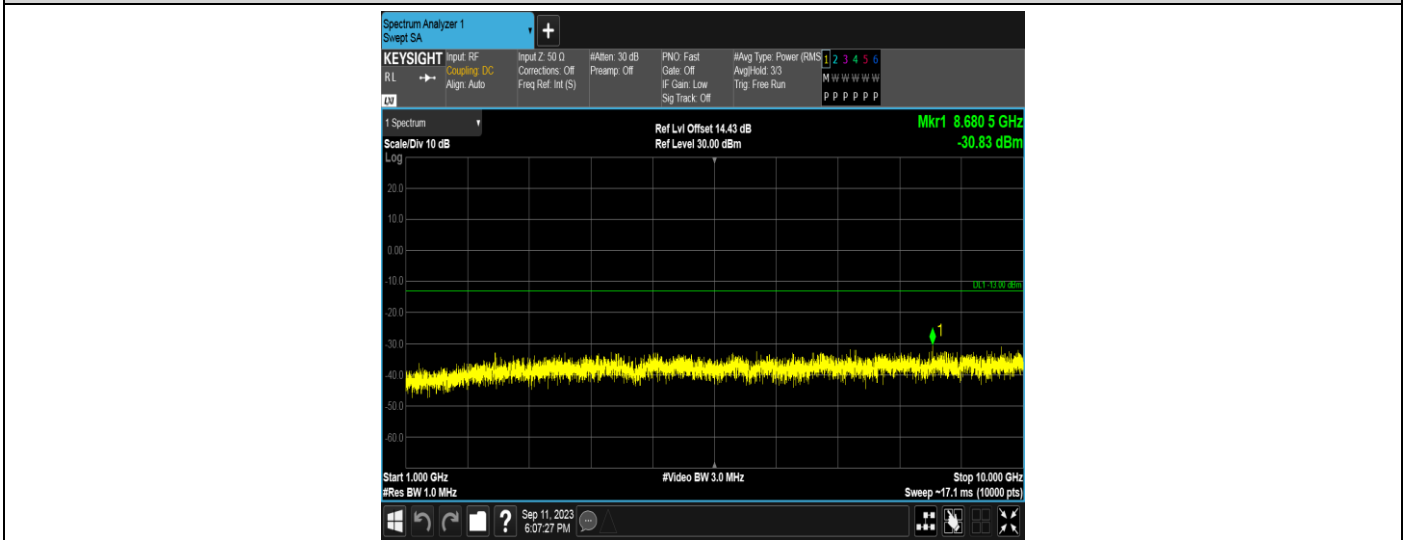 Spectrum Analyzer 1
Swept SA
+
KEYSIGHT
RL
LXI
Input: RF
Coupling: DC
Align: Auto
Input Z: 50 Ω
Corrections: Off
Freq Ref: Int (S)
#Atten: 30 dB
Preamp: Off
PNO: Fast
Gate: Off
IF Gain: Low
Sig Track: Off
#Avg Type: Power (RMS
Avg|Hold: 3/3
Trig: Free Run
1 2 3 4 5 6
M W W W W W
P P P P P P
1 Spectrum
Scale/Div 10 dB
Ref Lvl Offset 14.43 dB
Ref Level 30.00 dBm
Mkr1 8.680 5 GHz
-30.83 dBm
Log
20.0
10.0
0.00
-10.0
DL1 -13.00 dBm
-20.0
1
-30.0
-40.0
-50.0
-60.0
Start 1.000 GHz
#Res BW 1.0 MHz
#Video BW 3.0 MHz
Stop 10.000 GHz
Sweep ~17.1 ms (10000 pts)
?
Sep 11, 2023
6:07:27 PM